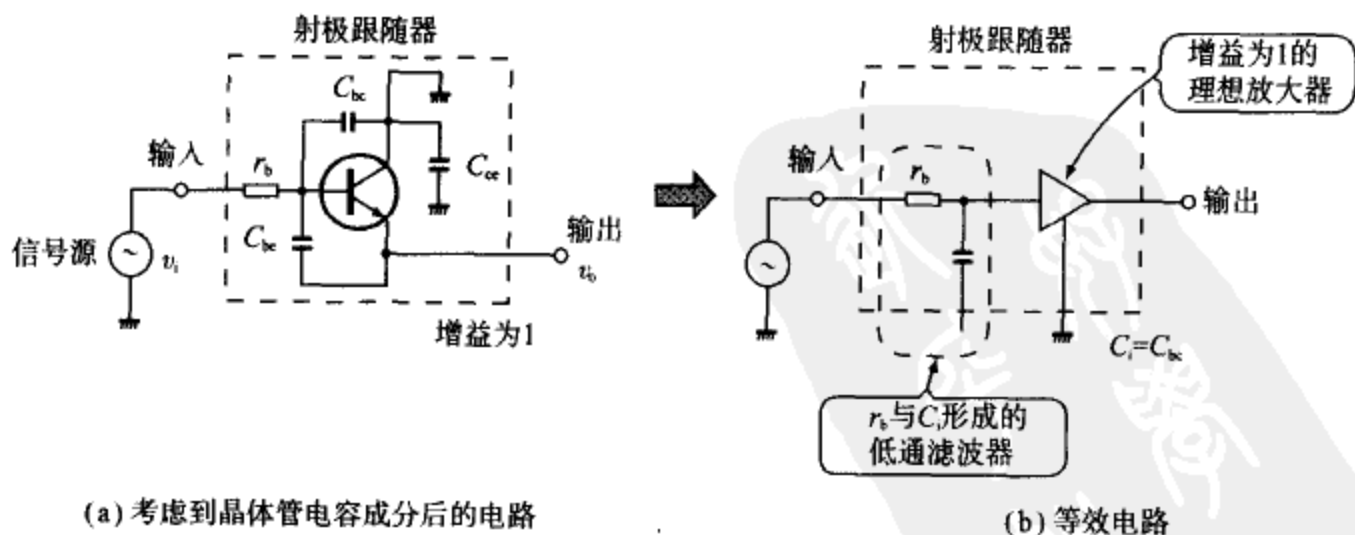 射极跟随器
C_bc
输入
r_b
C_ce
C_be
信号源
v_i
输出
v_o
增益为1
(a) 考虑到晶体管电容成分后的电路
射极跟随器
增益为1的
理想放大器
输入
r_b
输出
C_i=C_bc
r_b与C_i形成的
低通滤波器
(b) 等效电路